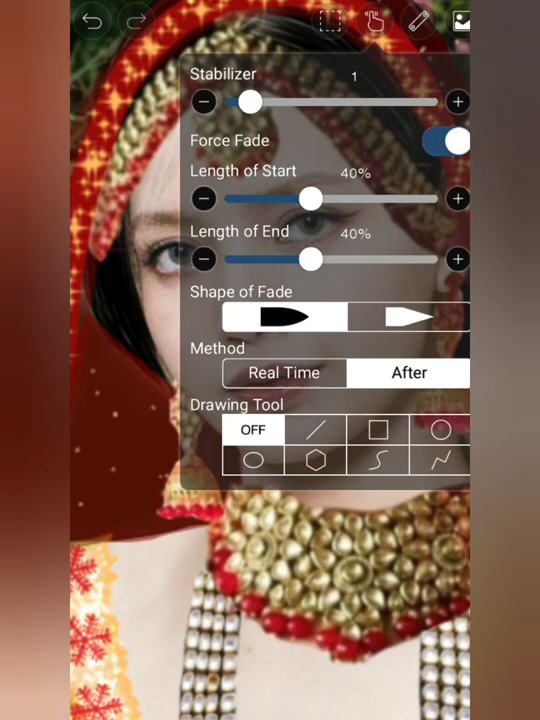 Stabilizer 1
Force Fade
Length of Start 40%
Length of End 40%
Shape of Fade
Method
Real Time After
Drawing Tool
OFF